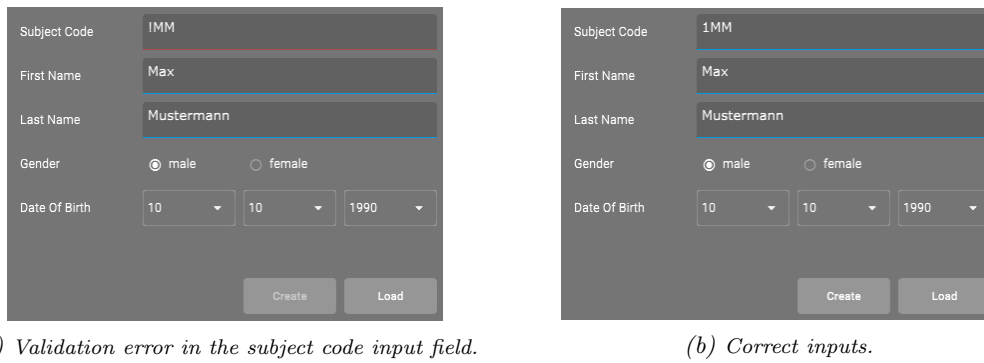 Subject Code !MM
First Name Max
Last Name Mustermann
Gender male female
Date Of Birth 10 10 1990
Create Load
) Validation error in the subject code input field.
Subject Code 1MM
First Name Max
Last Name Mustermann
Gender male female
Date Of Birth 10 10 1990
Create Load
(b) Correct inputs.